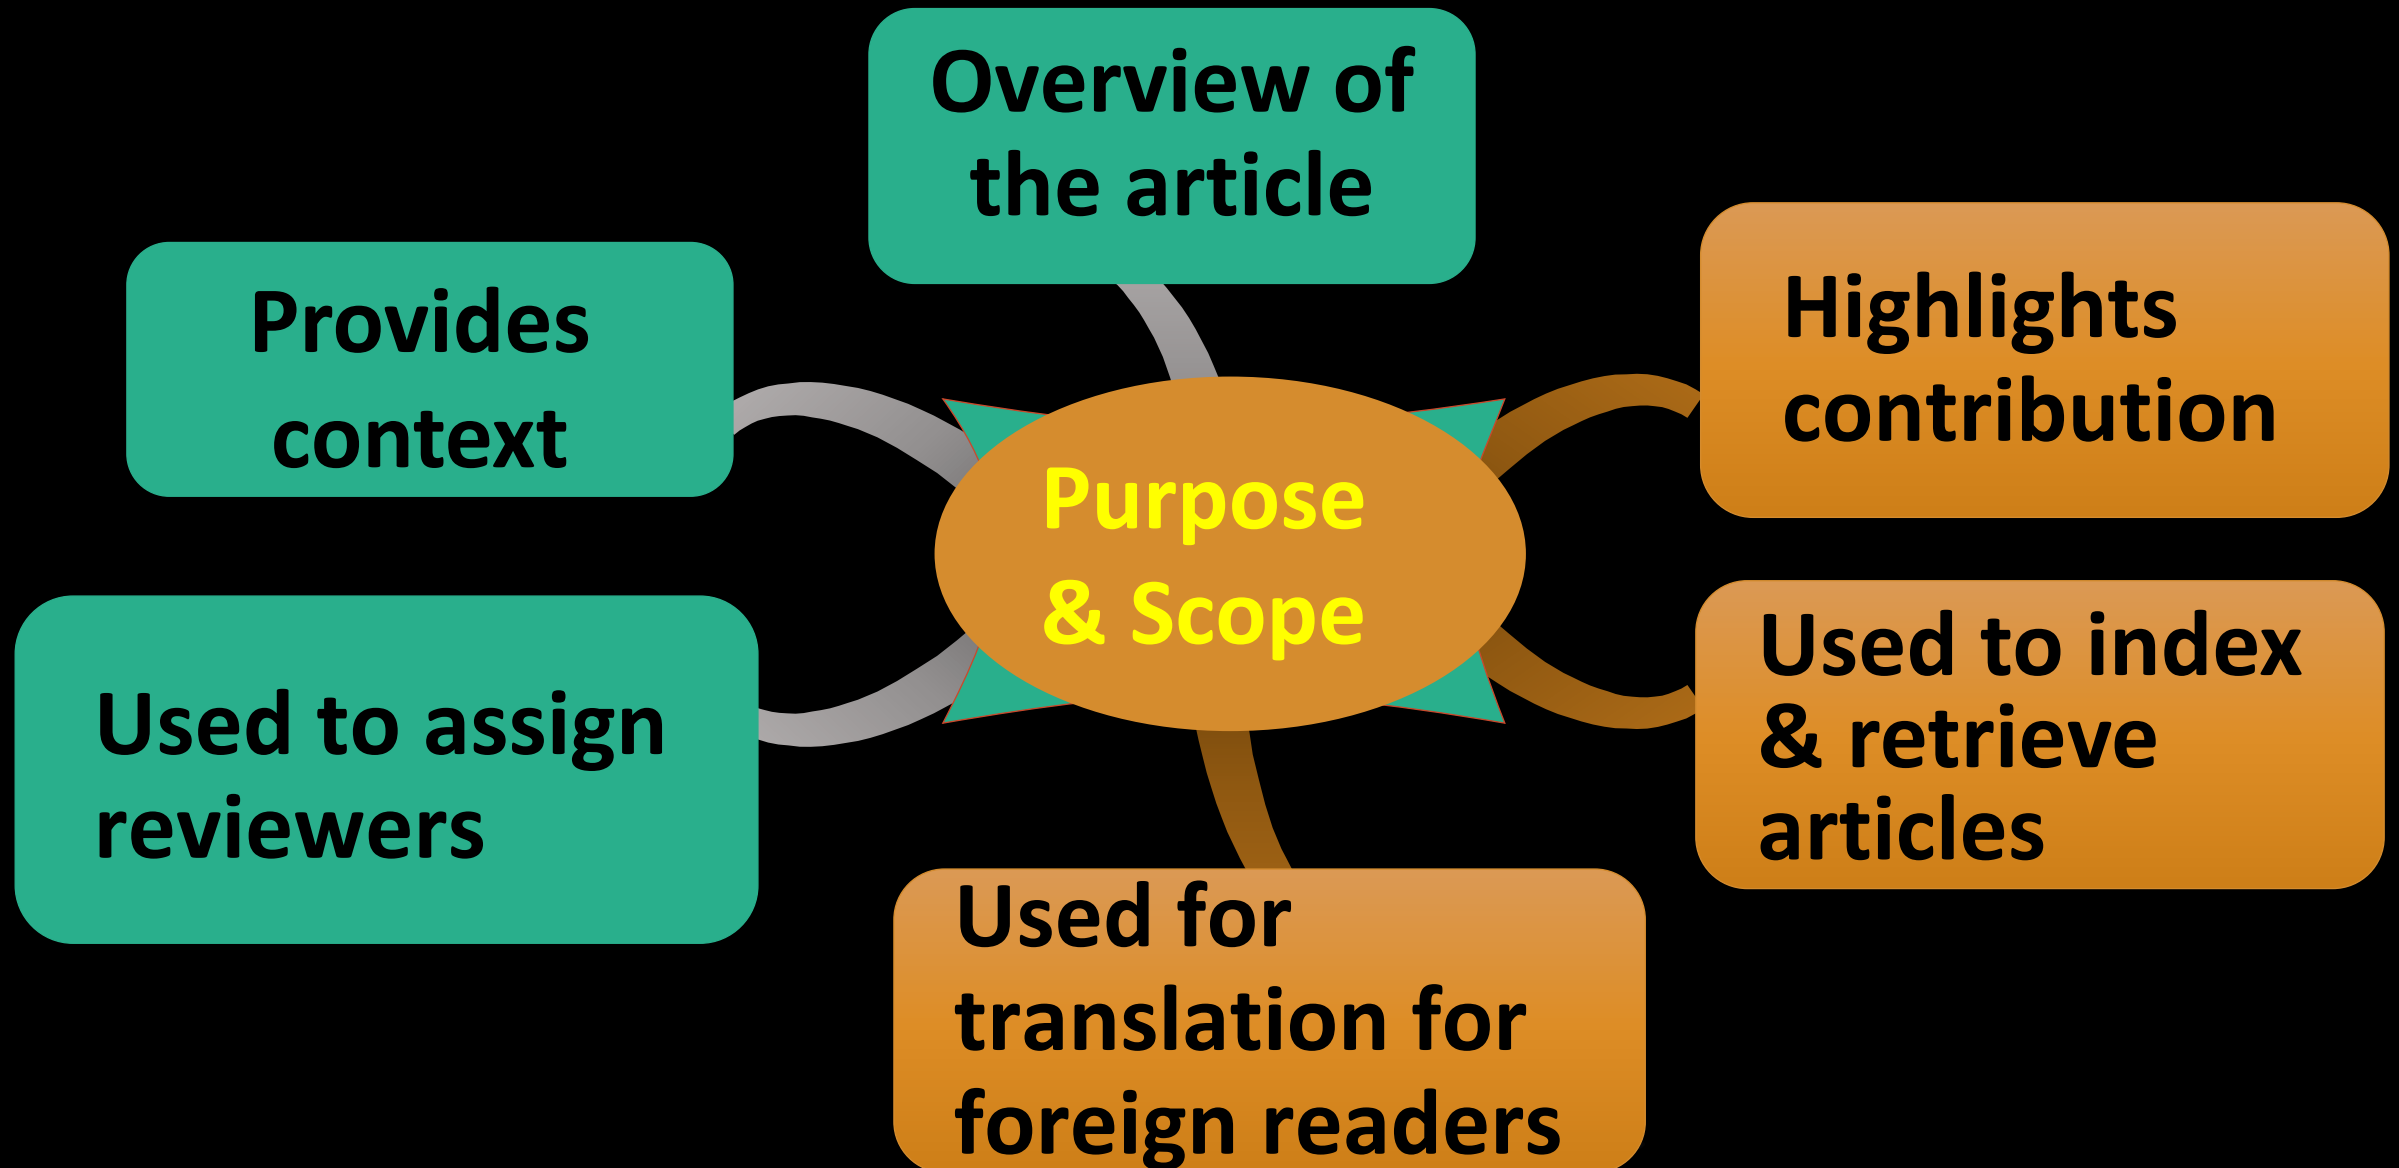 Overview of
the article
Provides
context
Highlights
contribution
Purpose
& Scope
Used to assign
reviewers
Used to index
& retrieve
articles
Used for
translation for
foreign readers